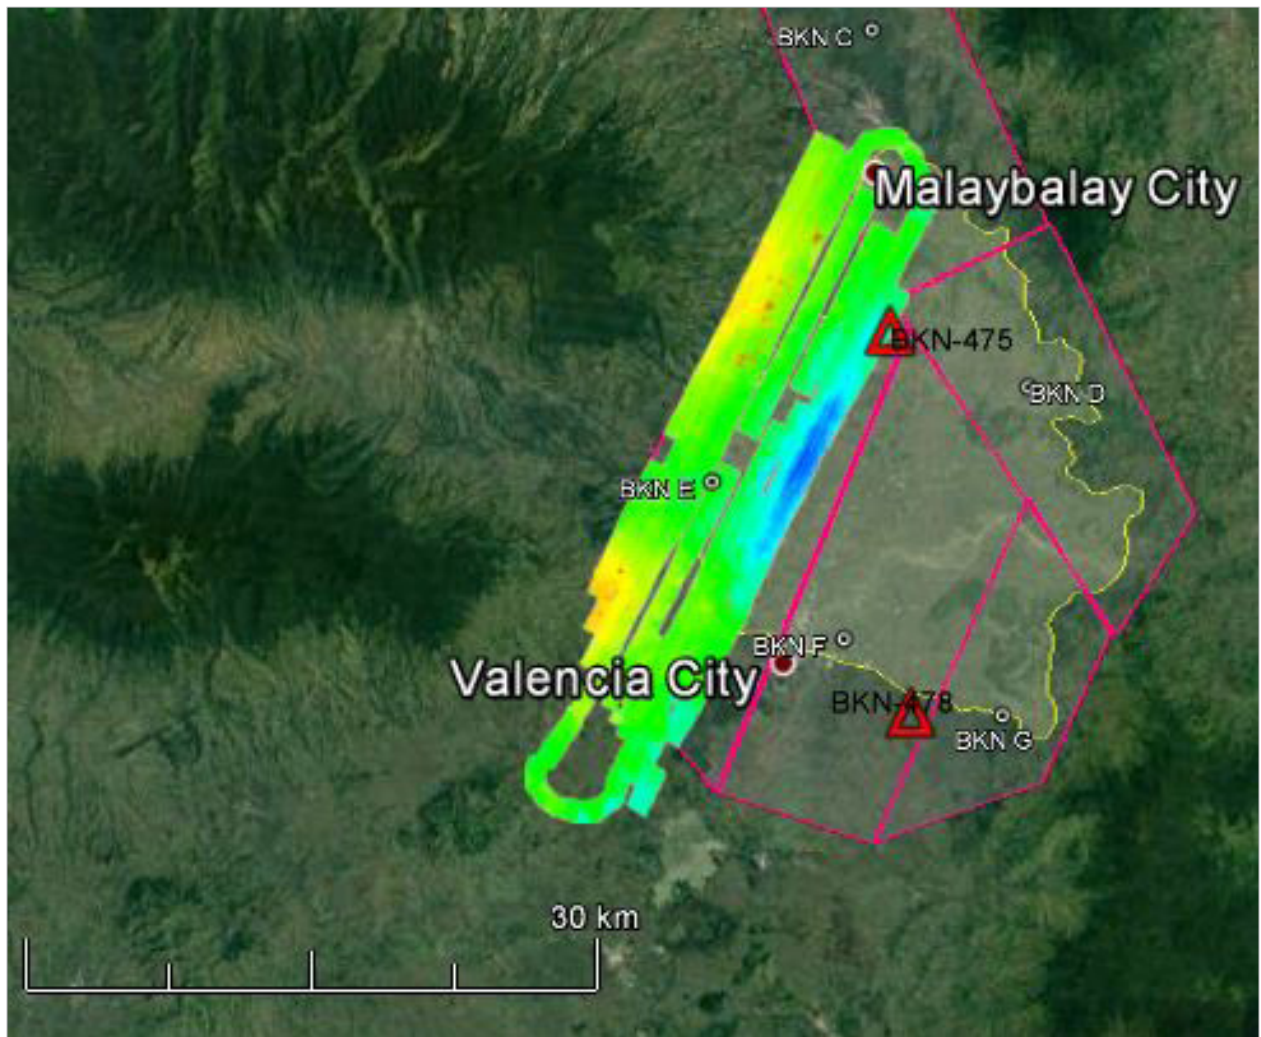 BKN C
Malaybalay City
BKN-475
BKN D
BKN E
BKN F
Valencia City
BKN-478
BKN G
30 km